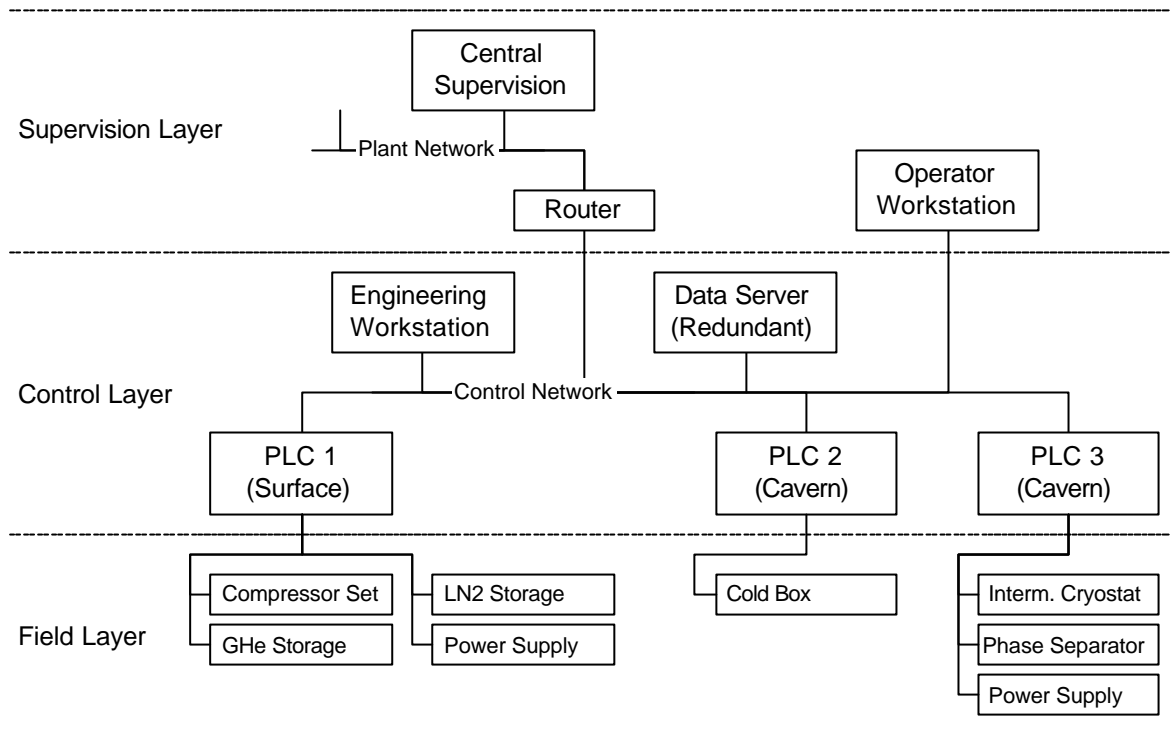 Central
Supervision
Supervision Layer
Plant Network
Operator
Workstation
Router
Engineering
Workstation
Data Server
(Redundant)
Control Layer
Control Network
PLC 1
(Surface)
PLC 2
(Cavern)
PLC 3
(Cavern)
Compressor Set
LN2 Storage
Cold Box
Interm. Cryostat
Field Layer
GHe Storage
Power Supply
Phase Separator
Power Supply